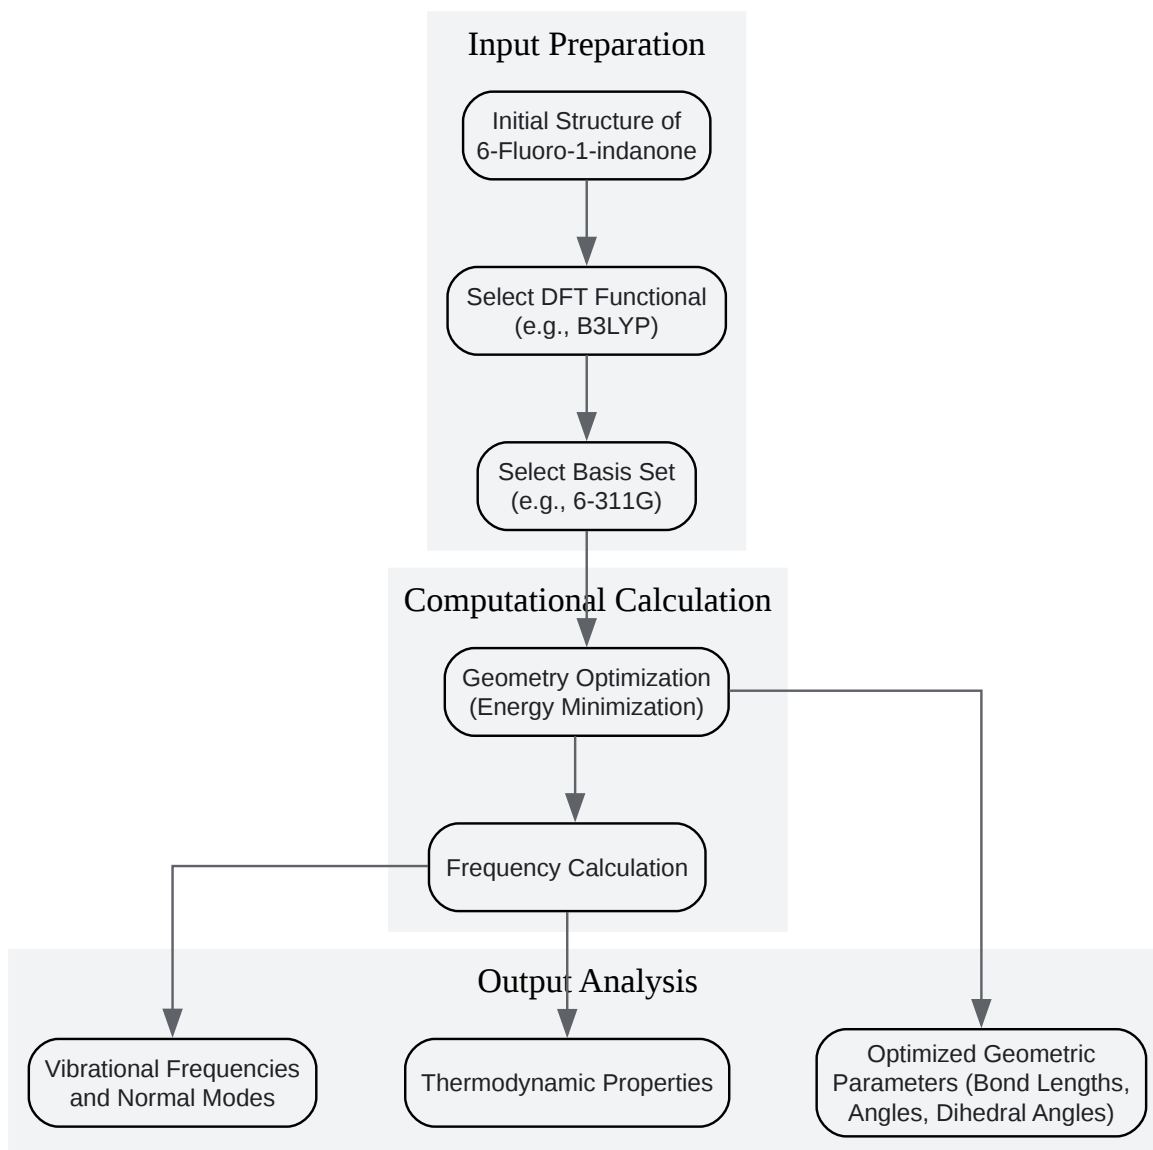 Input Preparation
Initial Structure of
6-Fluoro-1-indanone
Select DFT Functional
(e.g., B3LYP)
Select Basis Set
(e.g., 6-311G)
Computational Calculation
Geometry Optimization
(Energy Minimization)
Frequency Calculation
Output Analysis
Vibrational Frequencies
and Normal Modes
Thermodynamic Properties
Optimized Geometric
Parameters (Bond Lengths,
Angles, Dihedral Angles)